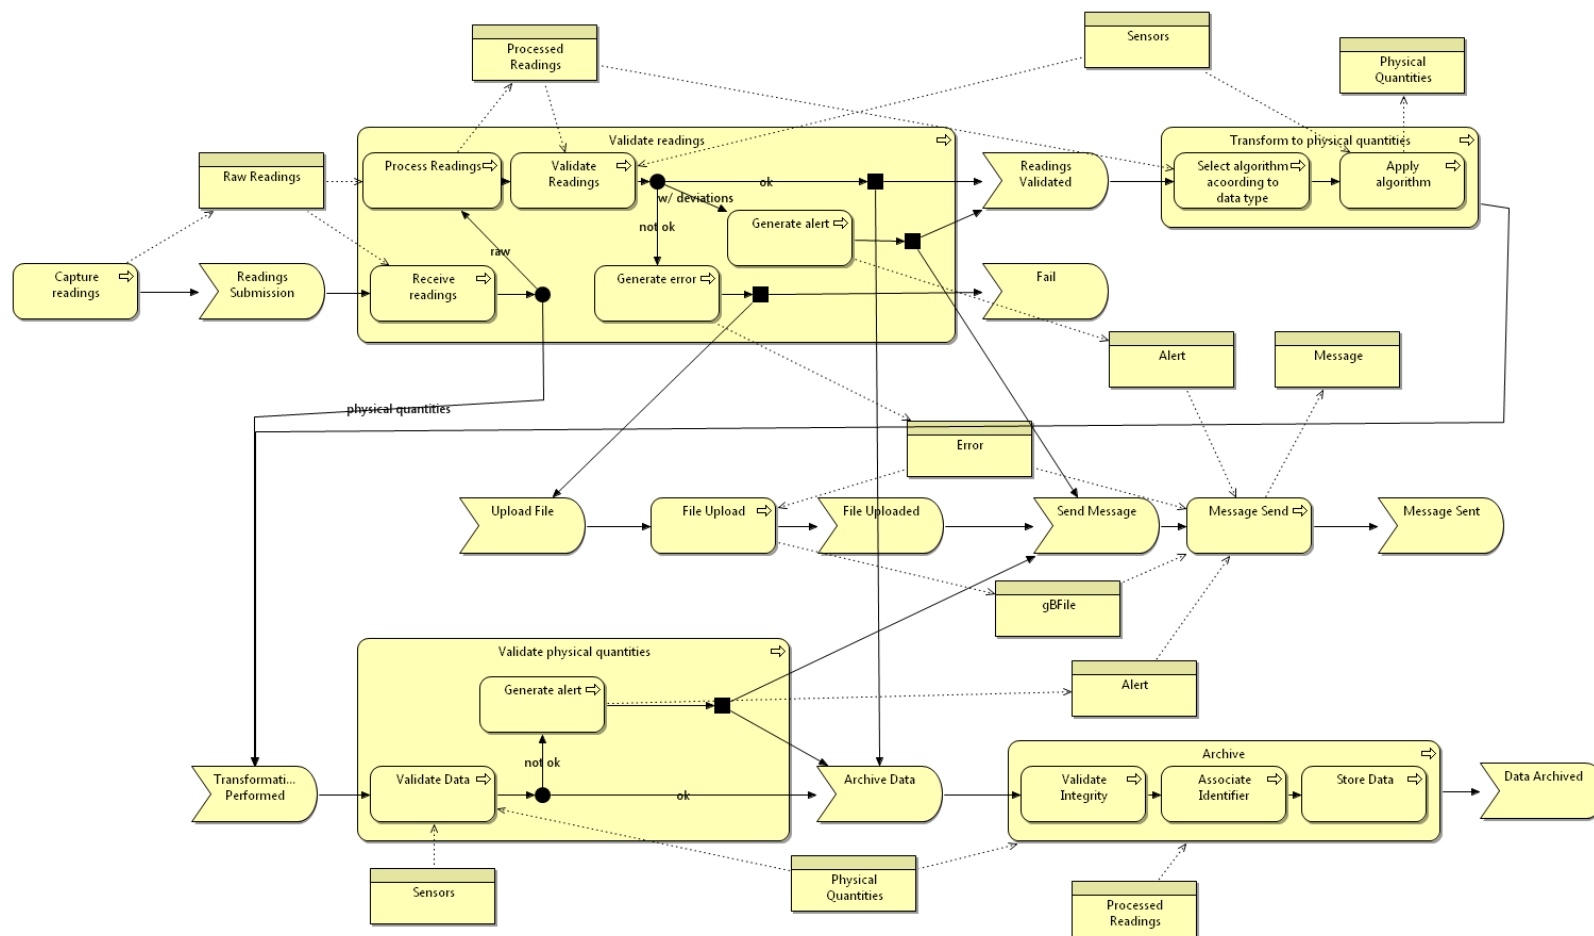 Sensors
Processed
Readings
Physical
Quantities
Validate readings
Transform to physical quantities
Raw Readings
Process Readings
Validate
Readings
ok
Readings
Validated
Select algorithm
acoording to
data type
Apply
algorithm
w/ deviations
not ok
Generate alert
raw
Capture
readings
Readings
Submission
Receive
readings
Generate error
Fail
Alert
Message
physical quantities
Error
Upload File
File Upload
File Uploaded
Send Message
Message Send
Message Sent
gBFile
Validate physical quantities
Generate alert
Alert
Archive
not ok
Transformati...
Performed
Validate Data
ok
Archive Data
Validate
Integrity
Associate
Identifier
Store Data
Data Archived
Sensors
Physical
Quantities
Processed
Readings